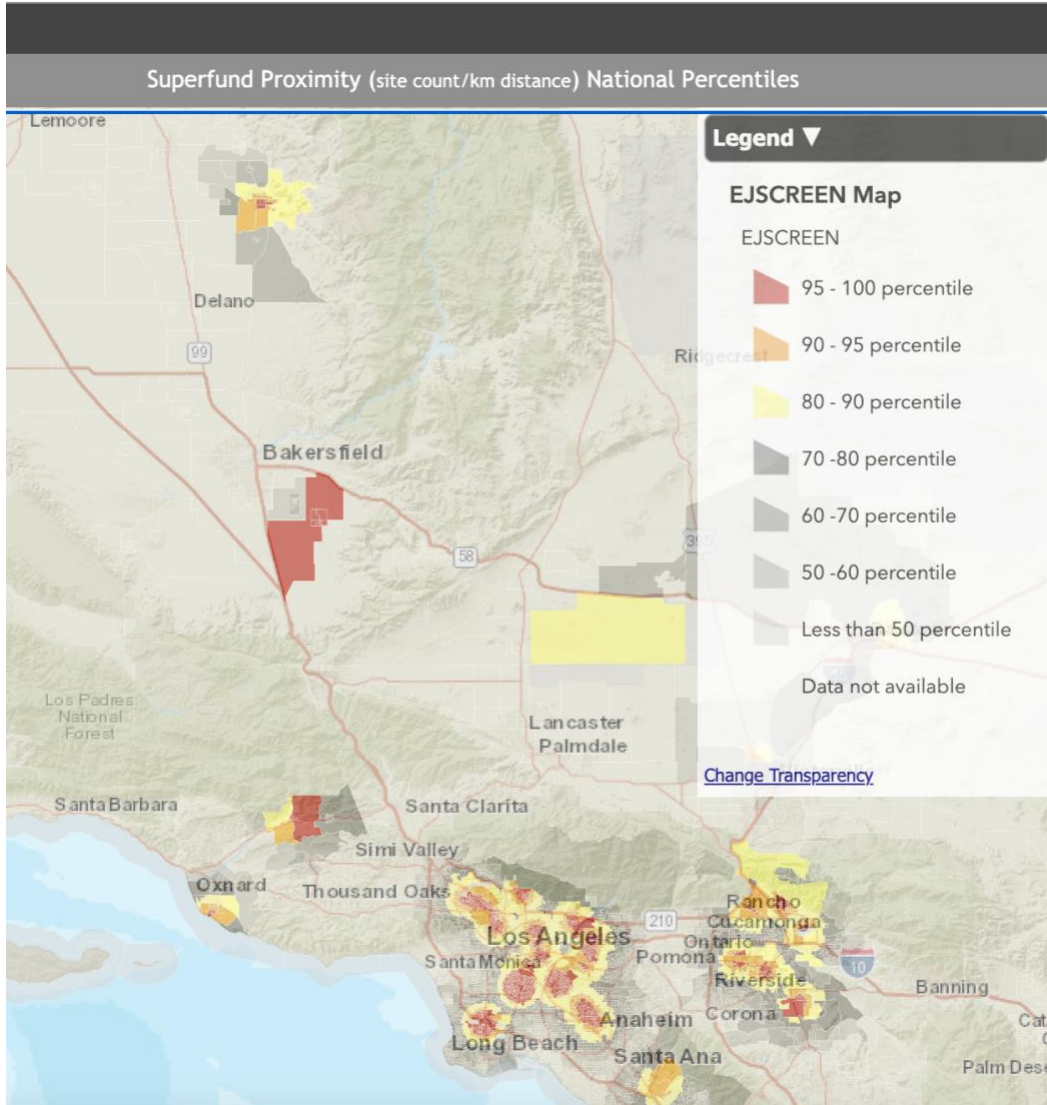 Superfund Proximity (site count/km distance) National Percentiles
Lemoore
Legend ▼
EJSCREEN Map
EJSCREEN
95 - 100 percentile
90 - 95 percentile
80 - 90 percentile
70 -80 percentile
60 -70 percentile
50 -60 percentile
Less than 50 percentile
Data not available
Change Transparency
Delano
99
Ridgecrest
Bakersfield
58
395
Los Padres
National
Forest
Lancaster
Palmdale
Santa Barbara
Santa Clarita
Simi Valley
Oxnard
Thousand Oaks
Rancho
Cucamonga
210
Los Angeles
Ontario
Pomona
Santa Monica
10
Riverside
Banning
Corona
Anaheim
Cat
Long Beach
Santa Ana
Palm Dese